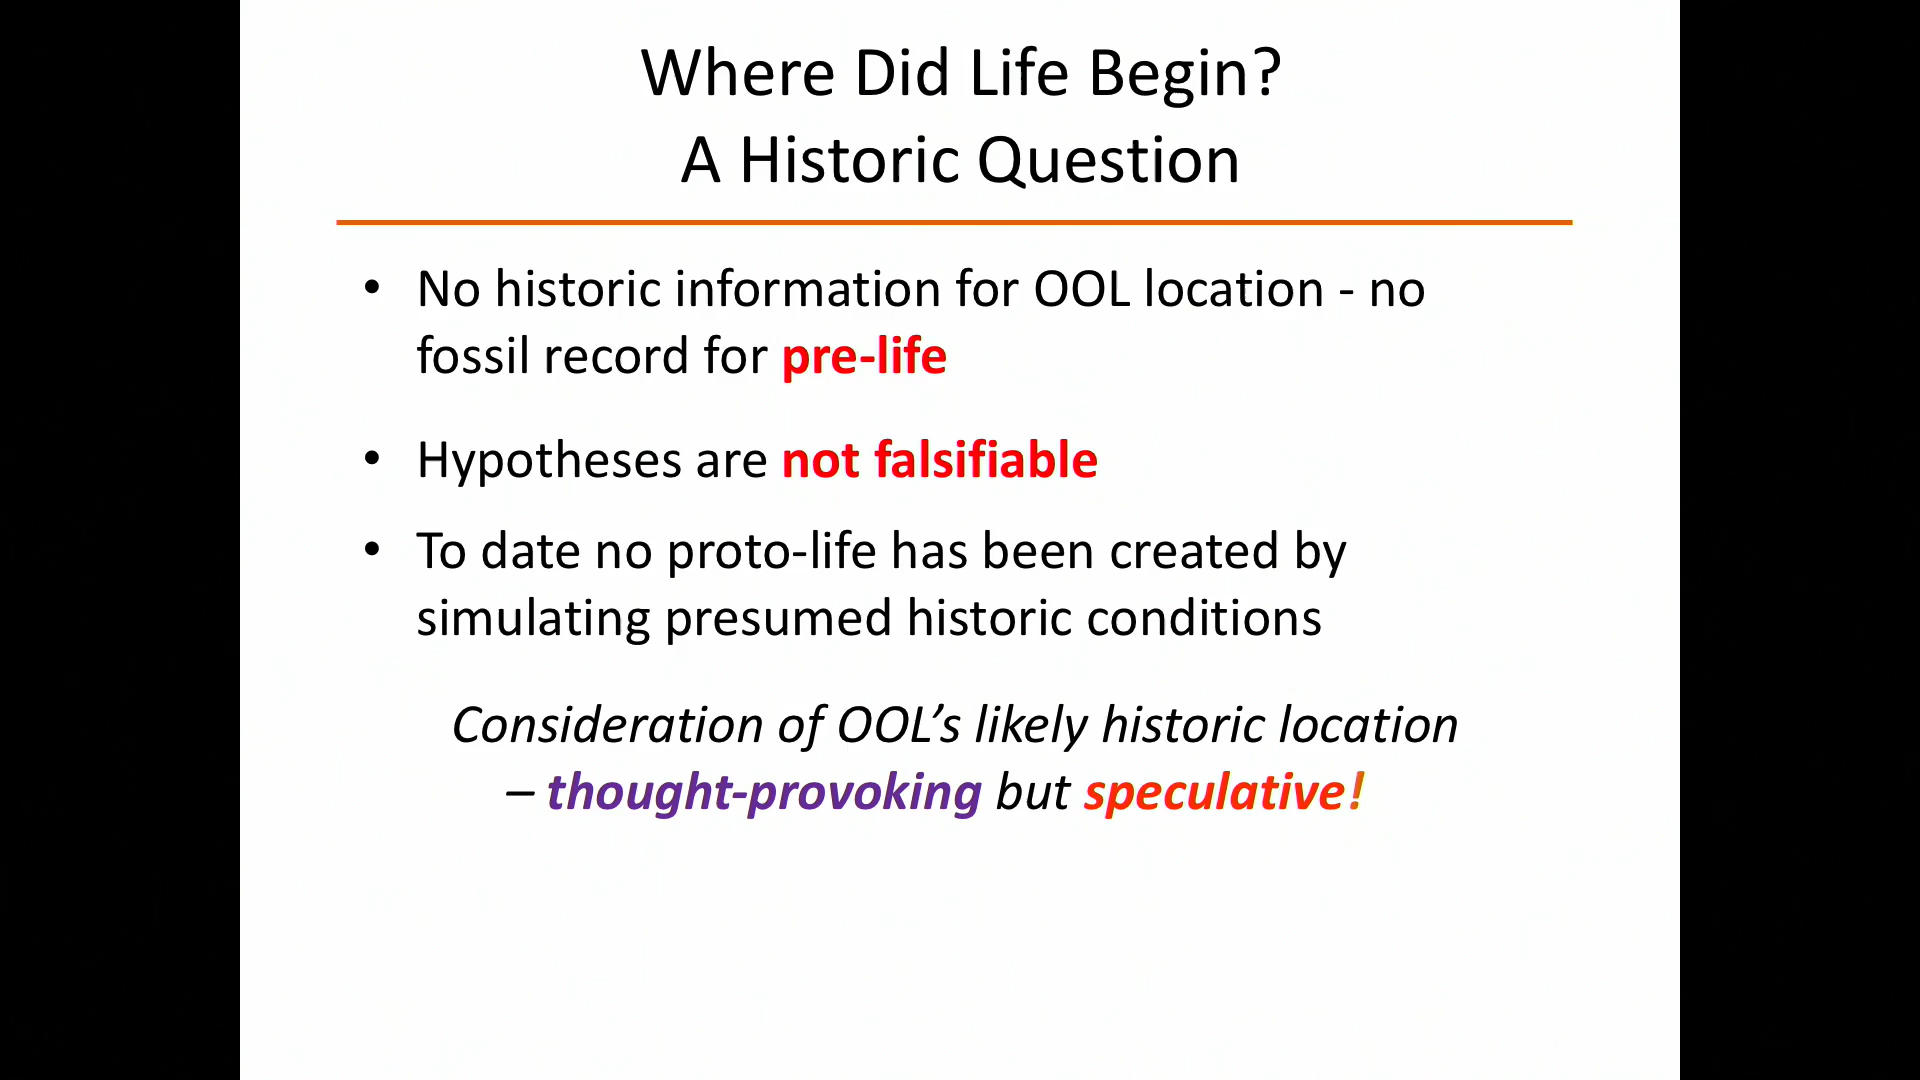 Where Did Life Begin?
A Historic Question
• No historic information for OOL location - no
fossil record for pre-life
• Hypotheses are not falsifiable
• To date no proto-life has been created by
simulating presumed historic conditions
Consideration of OOL’s likely historic location
– thought-provoking but speculative!